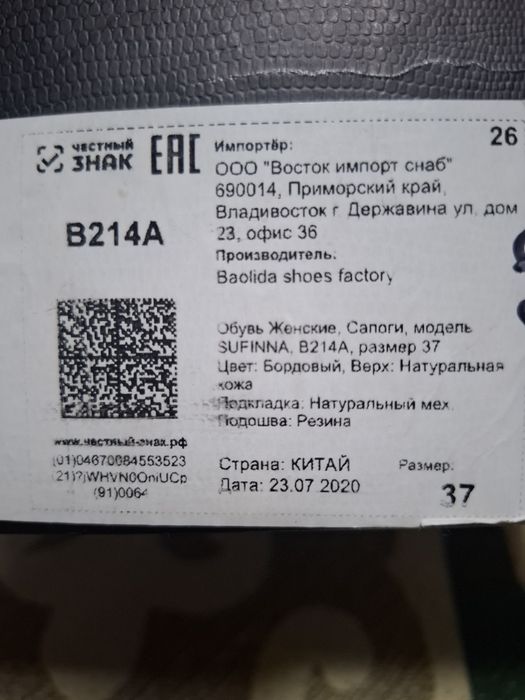 ЧЕСТНЫЙ
ЗНАК
EAC
26
Импортёр:
ООО "Восток импорт снаб"
690014, Приморский край,
Владивосток г. Державина ул, дом
23, офис 36
B214A
Производитель:
Baolida shoes factory
Обувь Женские, Сапоги, модель
SUFINNA, B214A, размер 37
Цвет: Бордовый, Верх: Натуральная
кожа
Подкладка: Натуральный мех
Подошва: Резина
www.честный-знак.рф
(01)04670084553523
(21)?jWHVN0OniUCp
(91)0064
Страна: КИТАЙ
Дата: 23.07.2020
Размер:
37